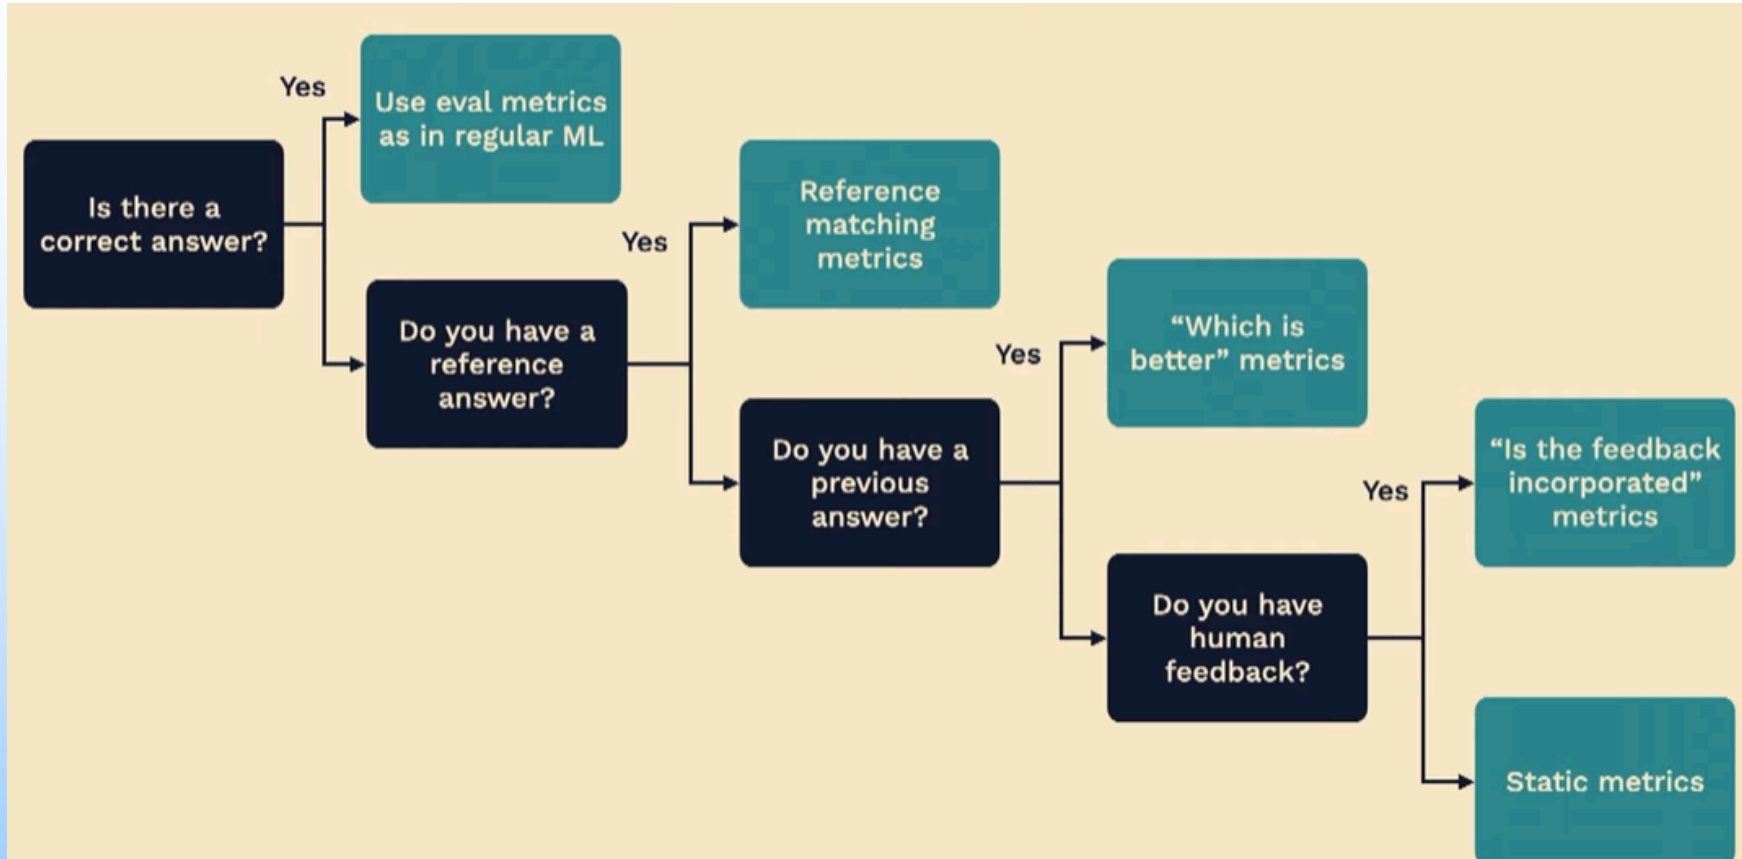 Yes
Use eval metrics
as in regular ML
Is there a
correct answer?
Yes
Reference
matching
metrics
Do you have a
reference
answer?
Yes
“Which is
better” metrics
Do you have a
previous
answer?
Yes
“Is the feedback
incorporated”
metrics
Do you have
human
feedback?
Static metrics